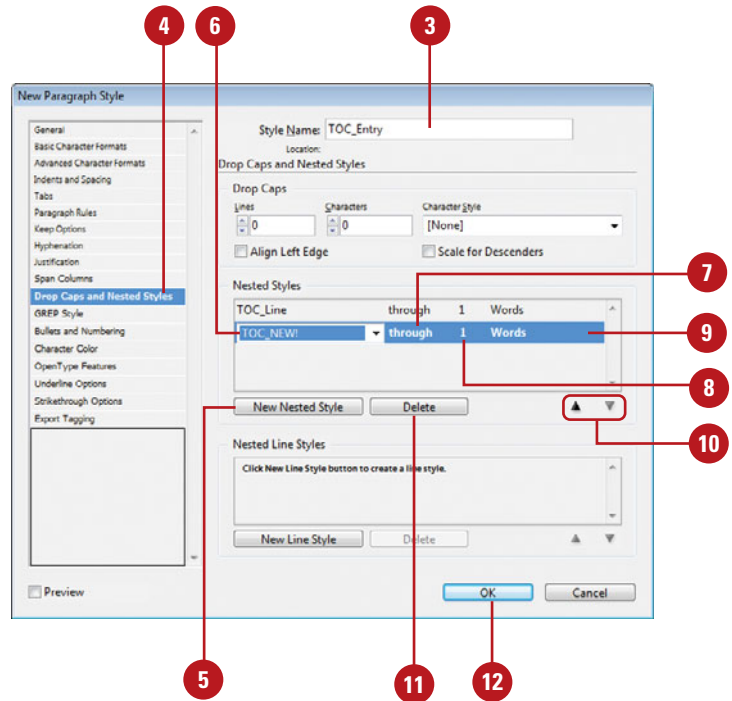 4
6
3
New Paragraph Style
General
Basic Character Formats
Advanced Character Formats
Indents and Spacing
Tabs
Paragraph Rules
Keep Options
Hyphenation
Justification
Span Columns
Drop Caps and Nested Styles
GREP Style
Bullets and Numbering
Character Color
OpenType Features
Underline Options
Strikethrough Options
Export Tagging
Preview
Style Name: TOC_Entry
Location:
Drop Caps and Nested Styles
Drop Caps
Lines Characters Character Style
0 0 [None]
Align Left Edge Scale for Descenders
Nested Styles
TOC_Line through 1 Words
TOC_NEW! through 1 Words
New Nested Style Delete
Nested Line Styles
Click New Line Style button to create a line style.
New Line Style Delete
OK Cancel
7
9
8
10
5
11
12